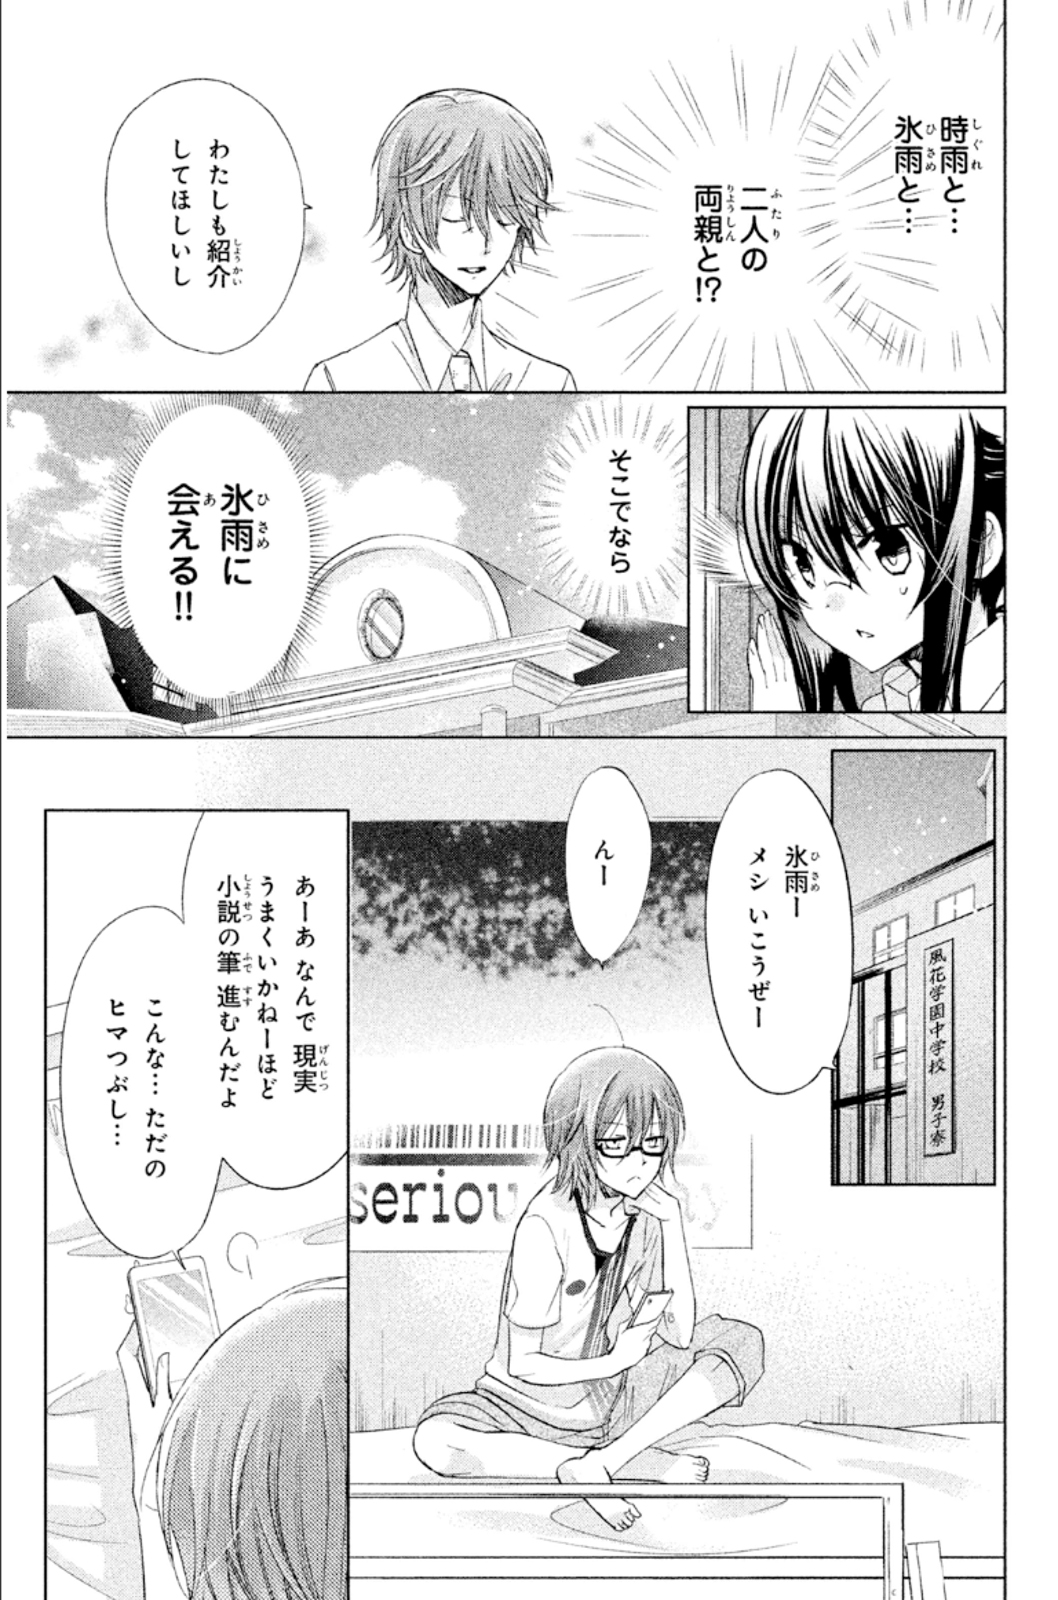 時雨と…
氷雨と…
二人の
両親と!?
わたしも紹介
してほしいし
そこでなら
氷雨に
会える!!
風花学園中学校 男子寮
氷雨ー
メシ いこうぜー
んー
あーあ なんで 現実
うまくいかねーほど
小説の筆 進むんだよ
こんな… ただの
ヒマつぶし…
seriou